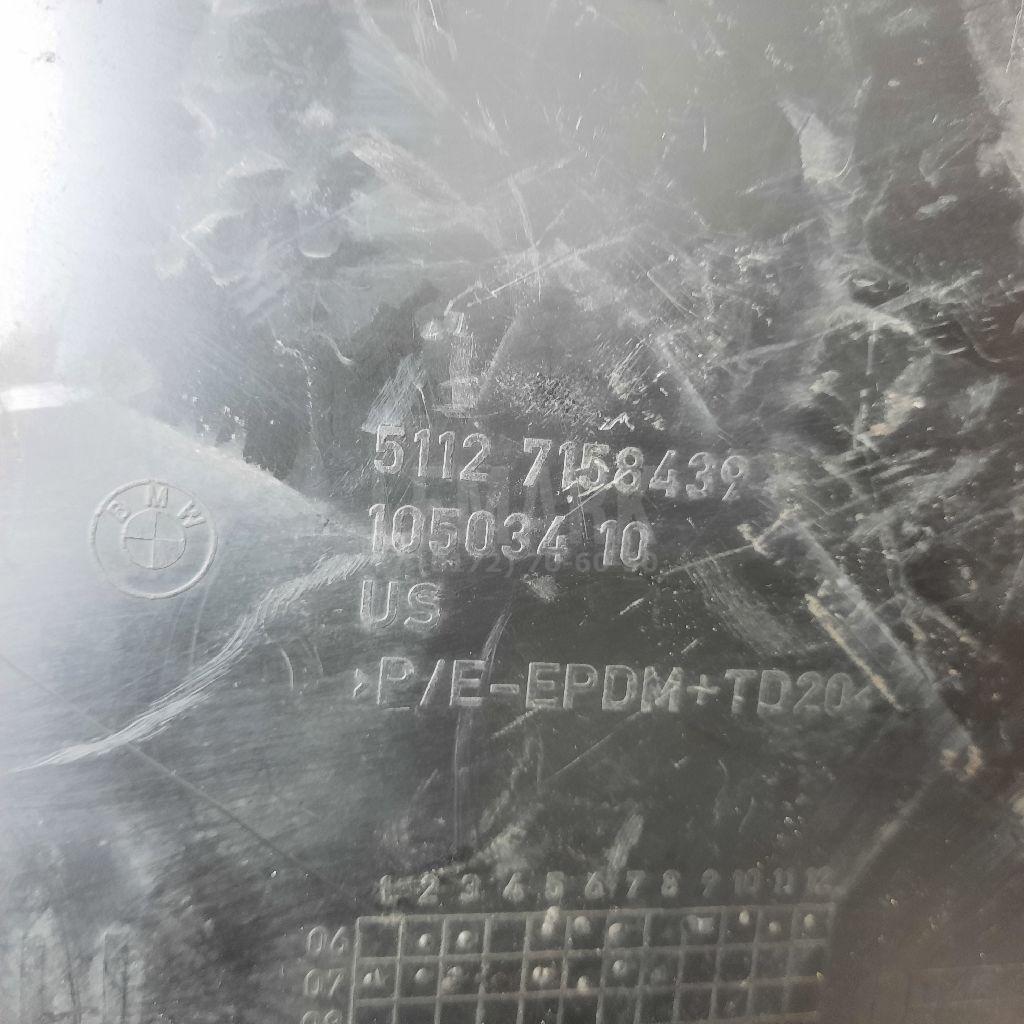 5112 7158439
BMW
105034 10
US
>P/E-EPDM+TD20<
1 2 3 4 5 6 7 8 9 10 11 12
06
07